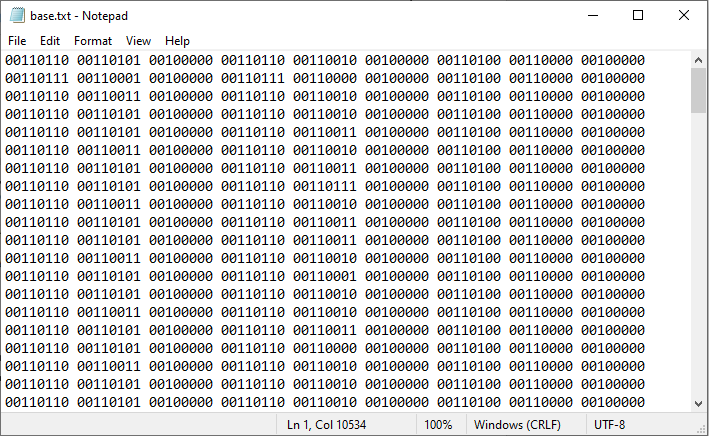 base.txt - Notepad
File Edit Format View Help
00110110 00110101 00100000 00110110 00110010 00100000 00110100 00110000 00100000
00110111 00110001 00100000 00110111 00110000 00100000 00110100 00110000 00100000
00110110 00110011 00100000 00110110 00110010 00100000 00110100 00110000 00100000
00110110 00110101 00100000 00110110 00110010 00100000 00110100 00110000 00100000
00110110 00110101 00100000 00110110 00110011 00100000 00110100 00110000 00100000
00110110 00110011 00100000 00110110 00110010 00100000 00110100 00110000 00100000
00110110 00110101 00100000 00110110 00110011 00100000 00110100 00110000 00100000
00110110 00110101 00100000 00110110 00110111 00100000 00110100 00110000 00100000
00110110 00110011 00100000 00110110 00110010 00100000 00110100 00110000 00100000
00110110 00110101 00100000 00110110 00110011 00100000 00110100 00110000 00100000
00110110 00110101 00100000 00110110 00110011 00100000 00110100 00110000 00100000
00110110 00110011 00100000 00110110 00110010 00100000 00110100 00110000 00100000
00110110 00110101 00100000 00110110 00110001 00100000 00110100 00110000 00100000
00110110 00110101 00100000 00110110 00110010 00100000 00110100 00110000 00100000
00110110 00110011 00100000 00110110 00110010 00100000 00110100 00110000 00100000
00110110 00110101 00100000 00110110 00110011 00100000 00110100 00110000 00100000
00110110 00110101 00100000 00110110 00110000 00100000 00110100 00110000 00100000
00110110 00110011 00100000 00110110 00110010 00100000 00110100 00110000 00100000
00110110 00110101 00100000 00110110 00110010 00100000 00110100 00110000 00100000
00110110 00110101 00100000 00110110 00110010 00100000 00110100 00110000 00100000
Ln 1, Col 10534 100% Windows (CRLF) UTF-8